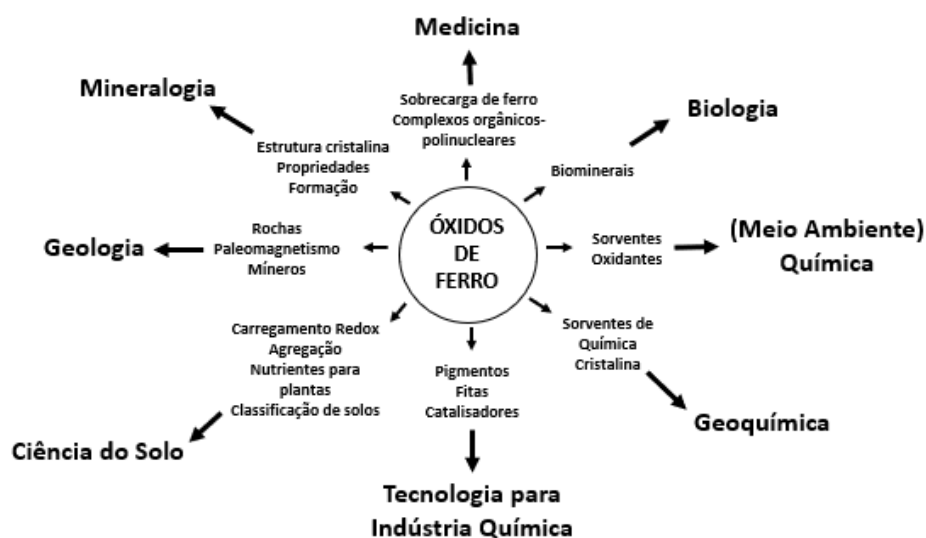 Medicina
Sobrecarga de ferro
Complexos orgânicos-
polinucleares
Mineralogia
Estrutura cristalina
Propriedades
Formação
Biologia
Biominerais
ÓXIDOS
DE
FERRO
Geologia
Rochas
Paleomagnetismo
Míneros
Sorventes
Oxidantes
(Meio Ambiente)
Química
Carregamento Redox
Agregação
Nutrientes para
plantas
Classificação de solos
Ciência do Solo
Pigmentos
Fitas
Catalisadores
Tecnologia para
Indústria Química
Sorventes de
Química
Cristalina
Geoquímica